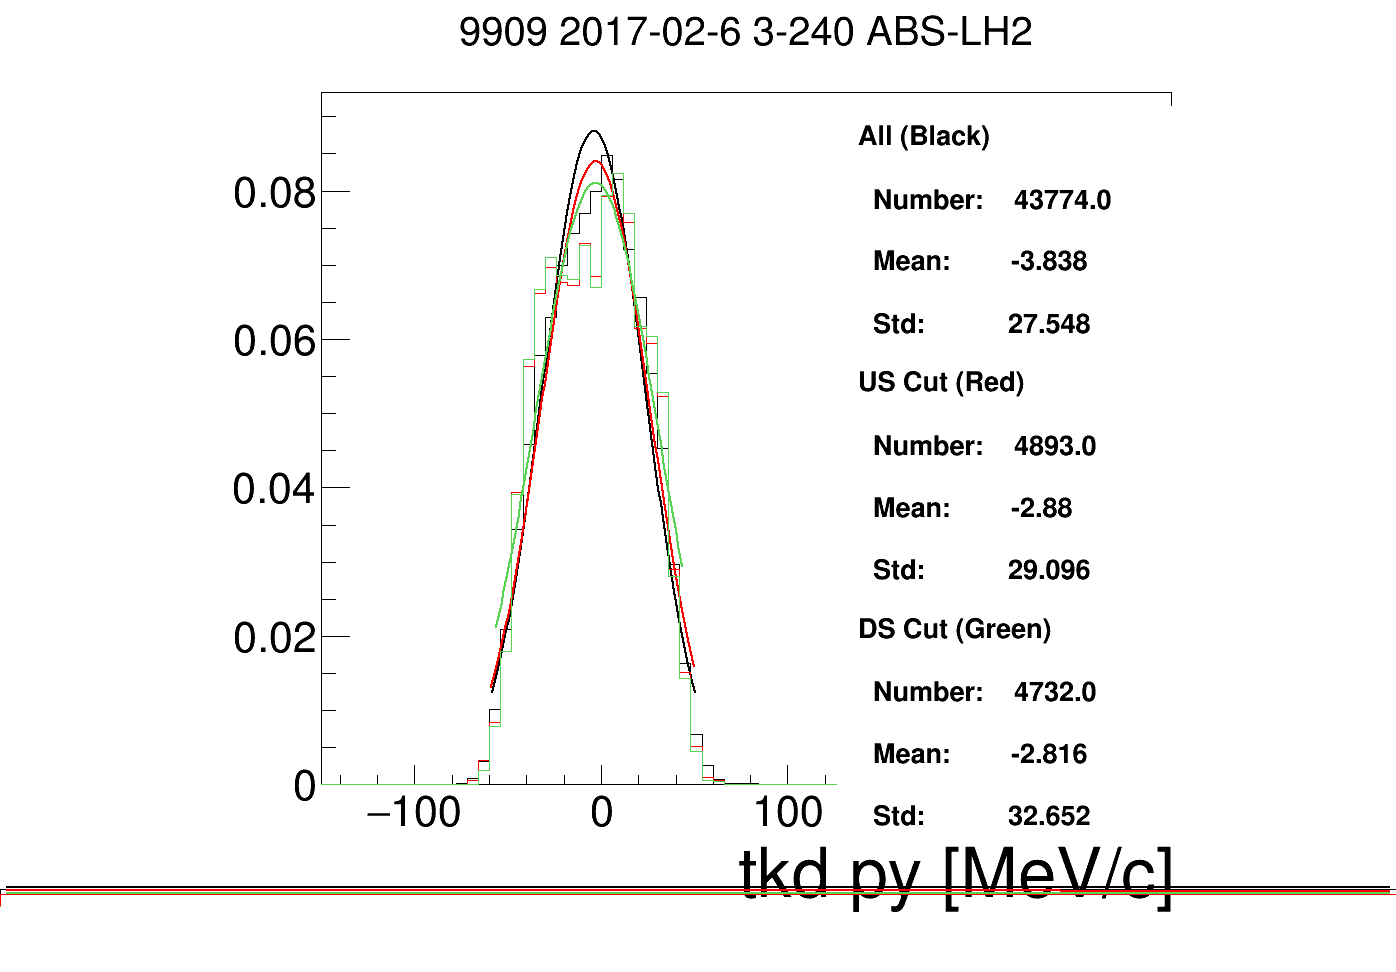 9909 2017-02-6 3-240 ABS-LH2
All (Black)
Number: 43774.0
Mean: -3.838
Std: 27.548
US Cut (Red)
Number: 4893.0
Mean: -2.88
Std: 29.096
DS Cut (Green)
Number: 4732.0
Mean: -2.816
Std: 32.652
0.08
0.06
0.04
0.02
0
−100 0 100
tkd py [MeV/c]